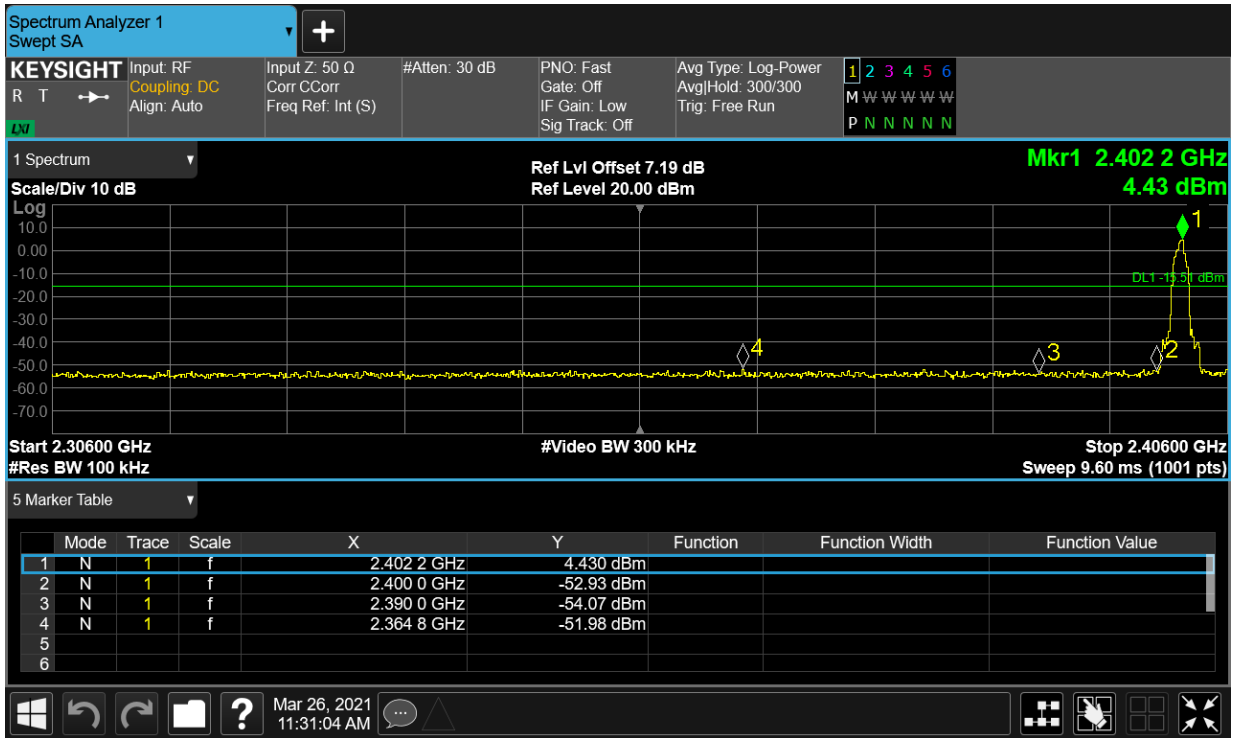 Spectrum Analyzer 1
Swept SA
+
KEYSIGHT Input: RF Input Z: 50 Ω #Atten: 30 dB PNO: Fast Avg Type: Log-Power 1 2 3 4 5 6
R T Coupling: DC Corr CCorr Gate: Off Avg|Hold: 300/300 M W W W W W
Align: Auto Freq Ref: Int (S) IF Gain: Low Trig: Free Run
LXI Sig Track: Off P N N N N N
1 Spectrum Ref Lvl Offset 7.19 dB Mkr1 2.402 2 GHz
Scale/Div 10 dB Ref Level 20.00 dBm 4.43 dBm
Log
1
10.0
0.00
-10.0
DL1 -15.51 dBm
-20.0
-30.0
-40.0
4 3 2
-50.0
-60.0
-70.0
Start 2.30600 GHz #Video BW 300 kHz Stop 2.40600 GHz
#Res BW 100 kHz Sweep 9.60 ms (1001 pts)
5 Marker Table
Mode Trace Scale X Y Function Function Width Function Value
1 N 1 f 2.402 2 GHz 4.430 dBm
2 N 1 f 2.400 0 GHz -52.93 dBm
3 N 1 f 2.390 0 GHz -54.07 dBm
4 N 1 f 2.364 8 GHz -51.98 dBm
5
6
? Mar 26, 2021
11:31:04 AM